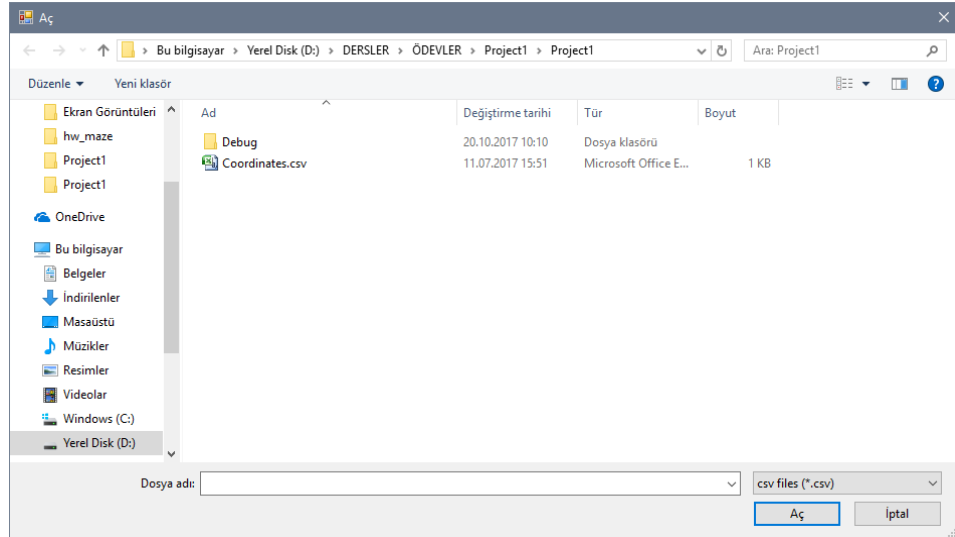 Aç
Bu bilgisayar > Yerel Disk (D:) > DERSLER > ÖDEVLER > Project1 > Project1
Ara: Project1
Düzenle
Yeni klasör
Ekran Görüntüleri
hw_maze
Project1
Project1
OneDrive
Bu bilgisayar
Belgeler
İndirilenler
Masaüstü
Müzikler
Resimler
Videolar
Windows (C:)
Yerel Disk (D:)
Ad Değiştirme tarihi Tür Boyut
Debug 20.10.2017 10:10 Dosya klasörü
Coordinates.csv 11.07.2017 15:51 Microsoft Office E... 1 KB
Dosya adı:
csv files (*.csv)
Aç İptal